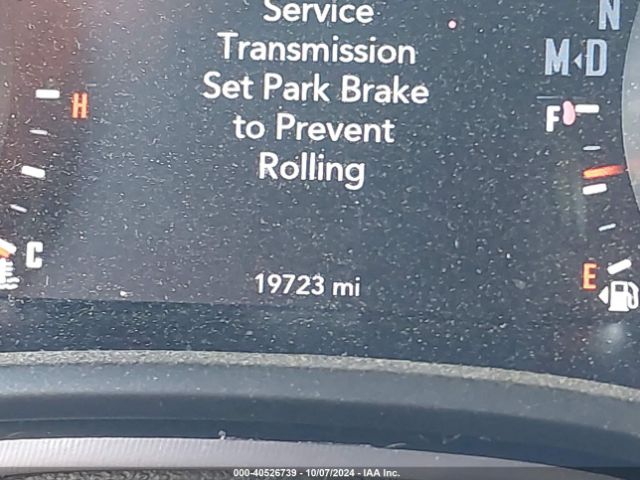 Service
Transmission
Set Park Brake
to Prevent
Rolling
N
M D
H
F
C
E
19723 mi
000-40526739 - 10/07/2024 - IAA Inc.